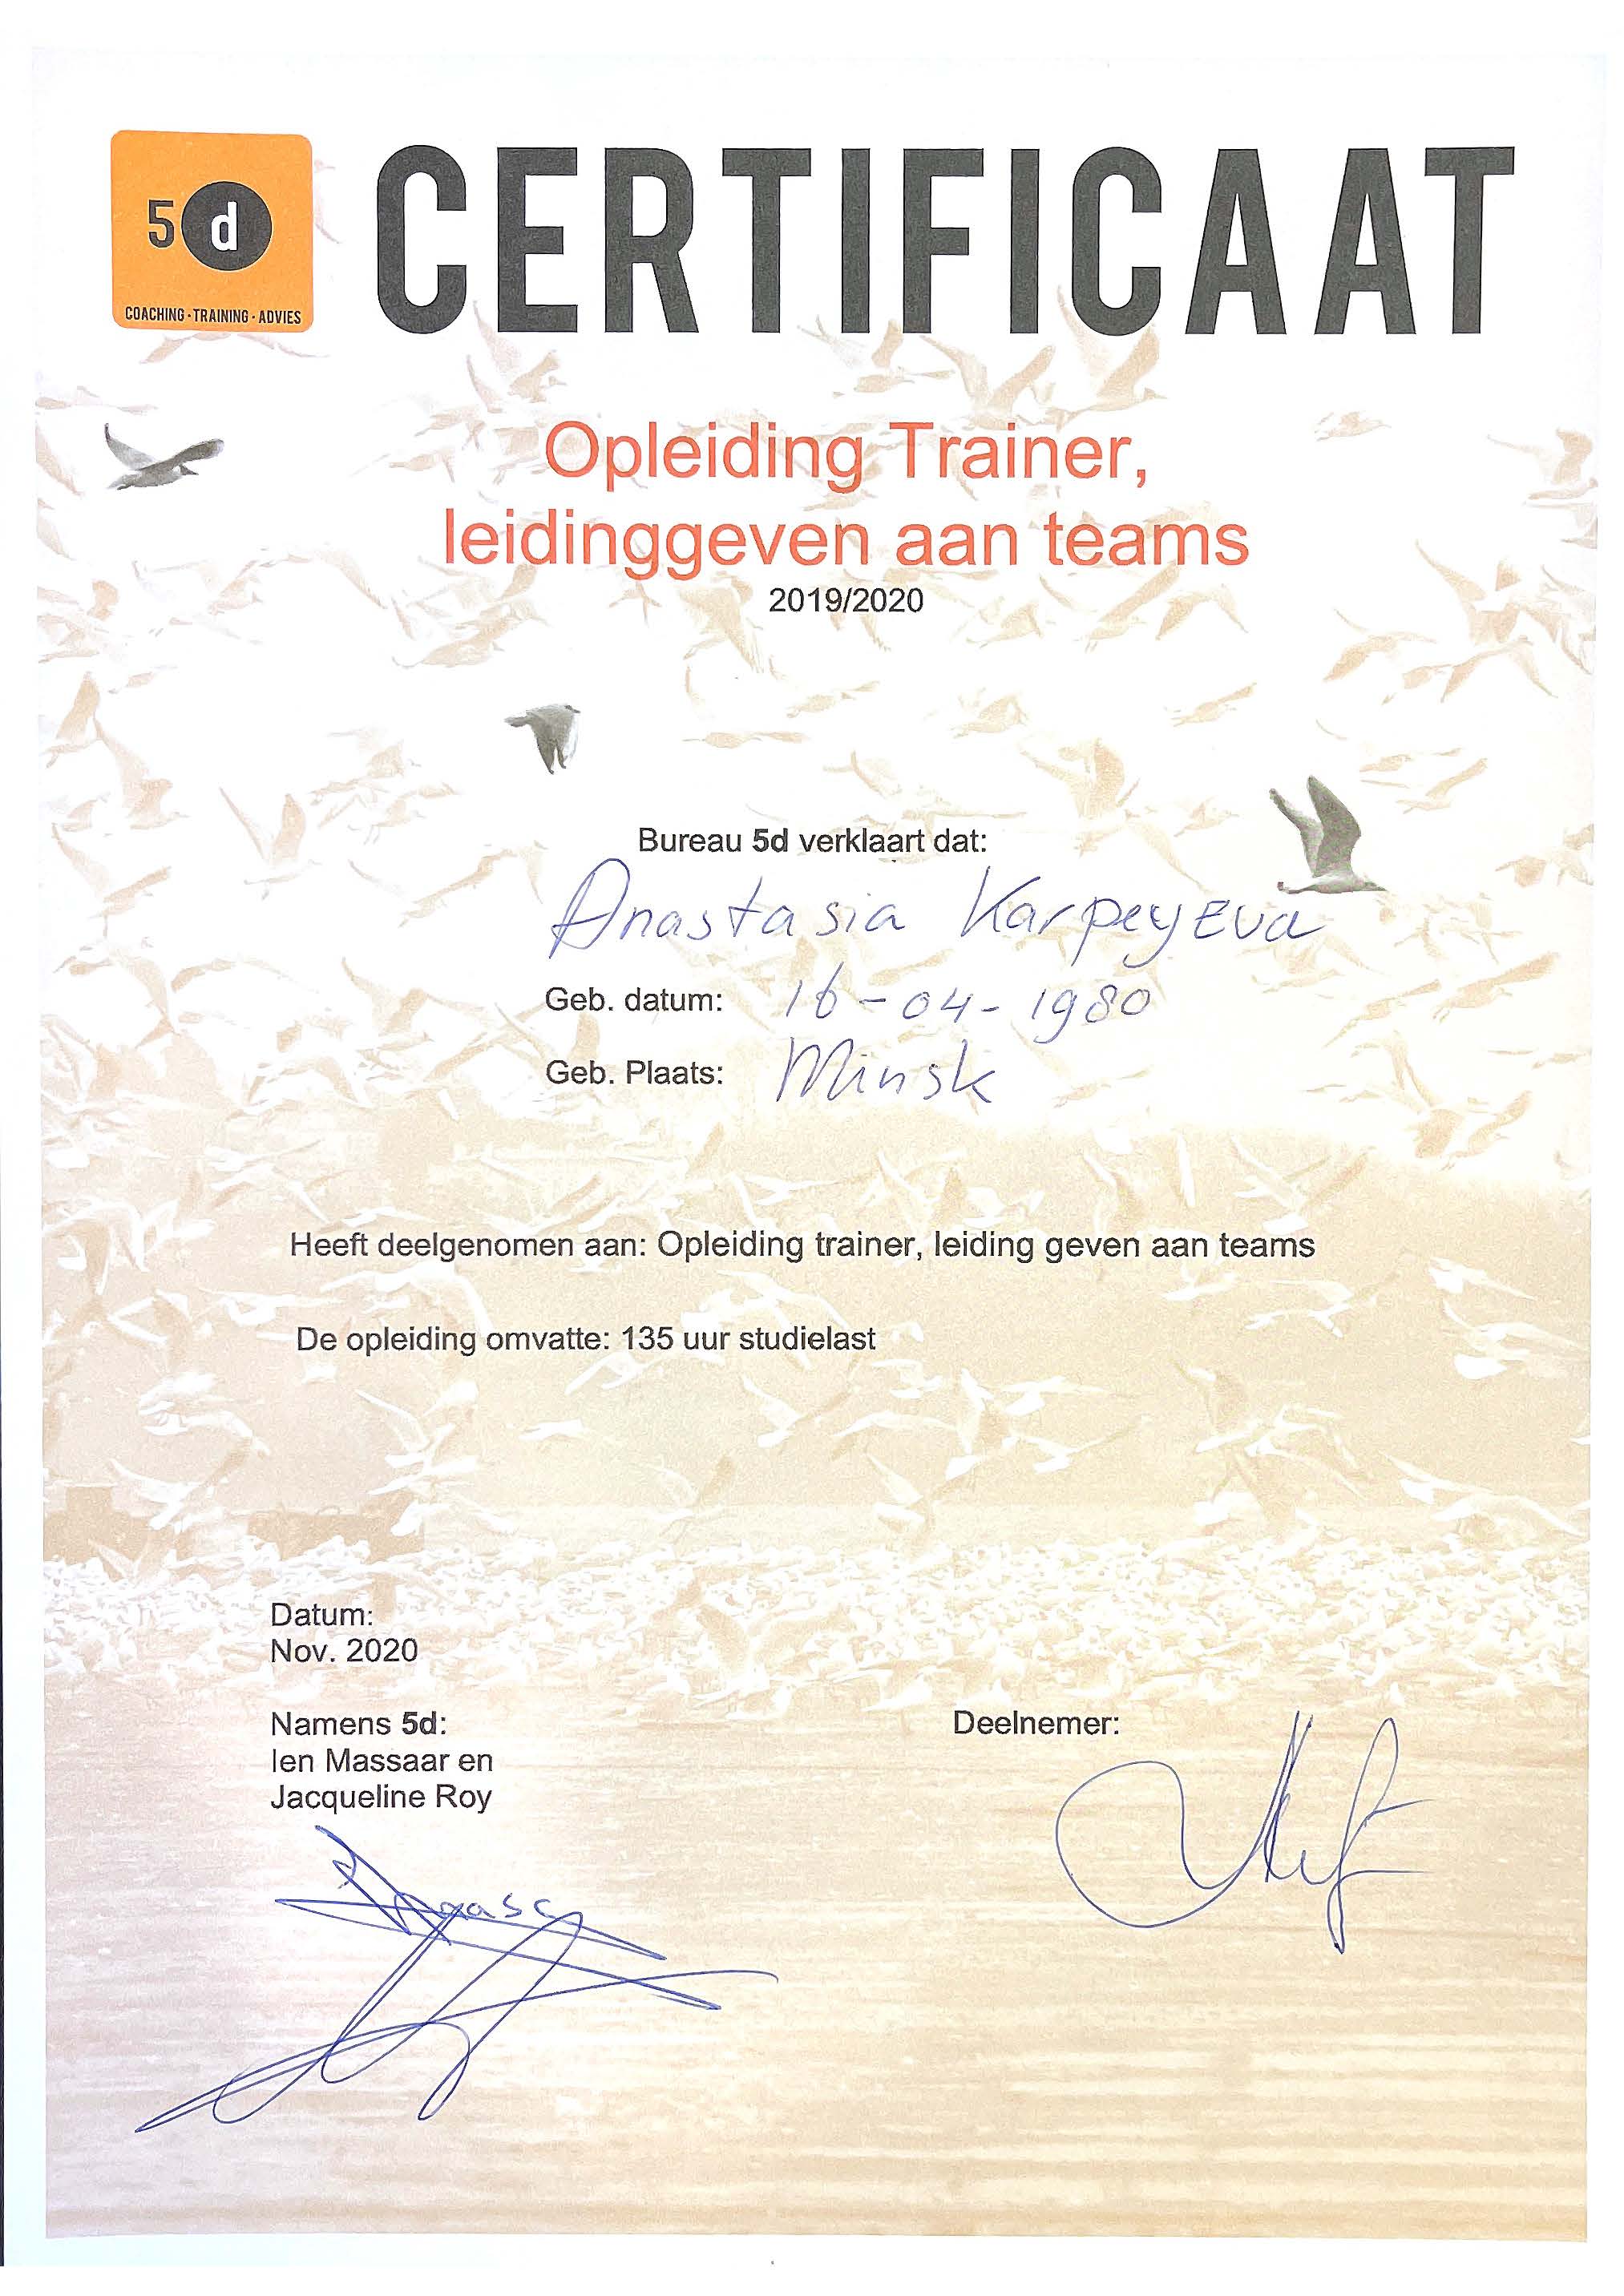 5d
COACHING - TRAINING - ADVIES
CERTIFICAAT
Opleiding Trainer,
leidinggeven aan teams
2019/2020
Bureau 5d verklaart dat:
Anastasia Karpeyeva
Geb. datum: 16-04-1980
Geb. Plaats: Minsk
Heeft deelgenomen aan: Opleiding trainer, leiding geven aan teams
De opleiding omvatte: 135 uur studielast
Datum:
Nov. 2020
Namens 5d:
Ien Massaar en
Jacqueline Roy
Deelnemer: